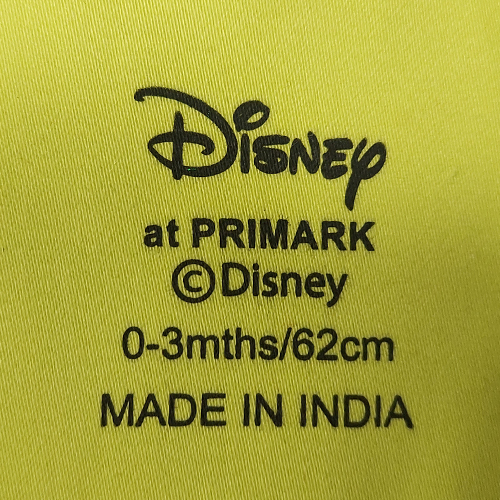 Disney
at PRIMARK
©Disney
0-3mths/62cm
MADE IN INDIA